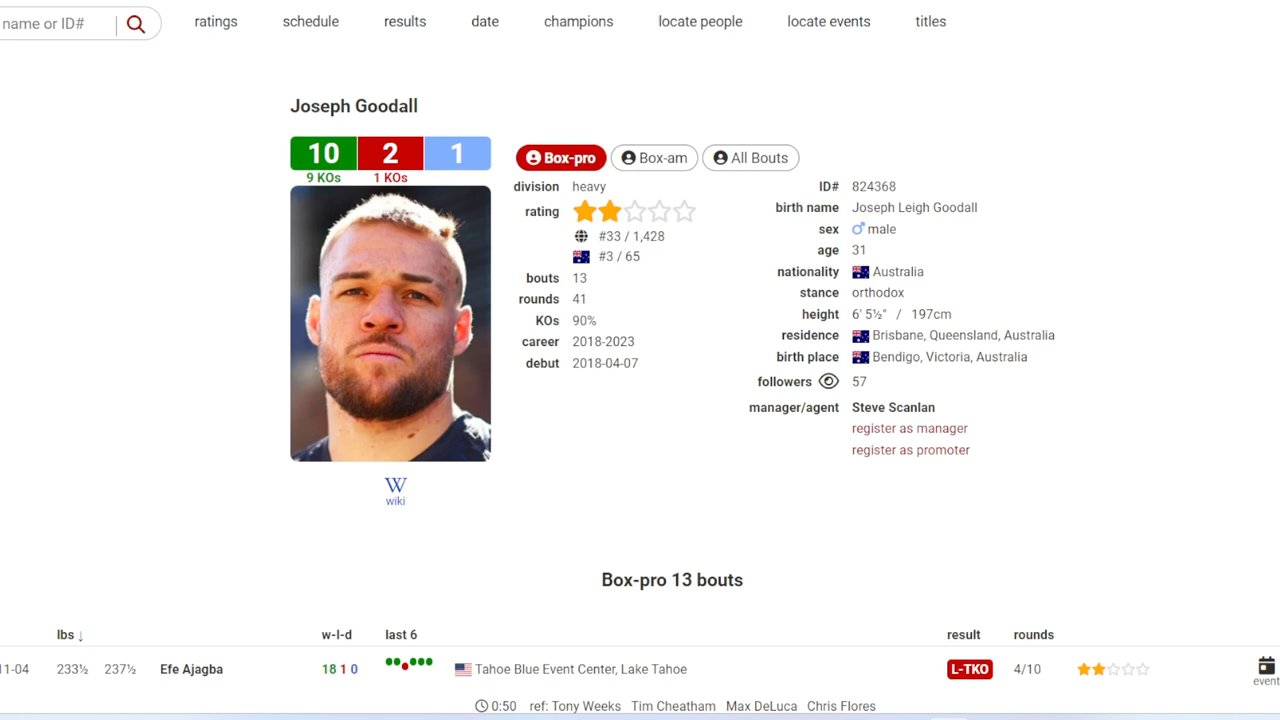 name or ID# ratings schedule results date champions locate people locate events titles
Joseph Goodall
10 2 1
9 KOs 1 KOs
Box-pro Box-am All Bouts
division heavy
rating
#33 / 1,428
#3 / 65
bouts 13
rounds 41
KOs 90%
career 2018-2023
debut 2018-04-07
ID# 824368
birth name Joseph Leigh Goodall
sex male
age 31
nationality Australia
stance orthodox
height 6' 5½" / 197cm
residence Brisbane, Queensland, Australia
birth place Bendigo, Victoria, Australia
followers 57
manager/agent Steve Scanlan
register as manager
register as promoter
W
wiki
Box-pro 13 bouts
lbs ↓ w-l-d last 6 result rounds
11-04 233½ 237½ Efe Ajagba 18 1 0 Tahoe Blue Event Center, Lake Tahoe L-TKO 4/10
event
0:50 ref: Tony Weeks Tim Cheatham Max DeLuca Chris Flores